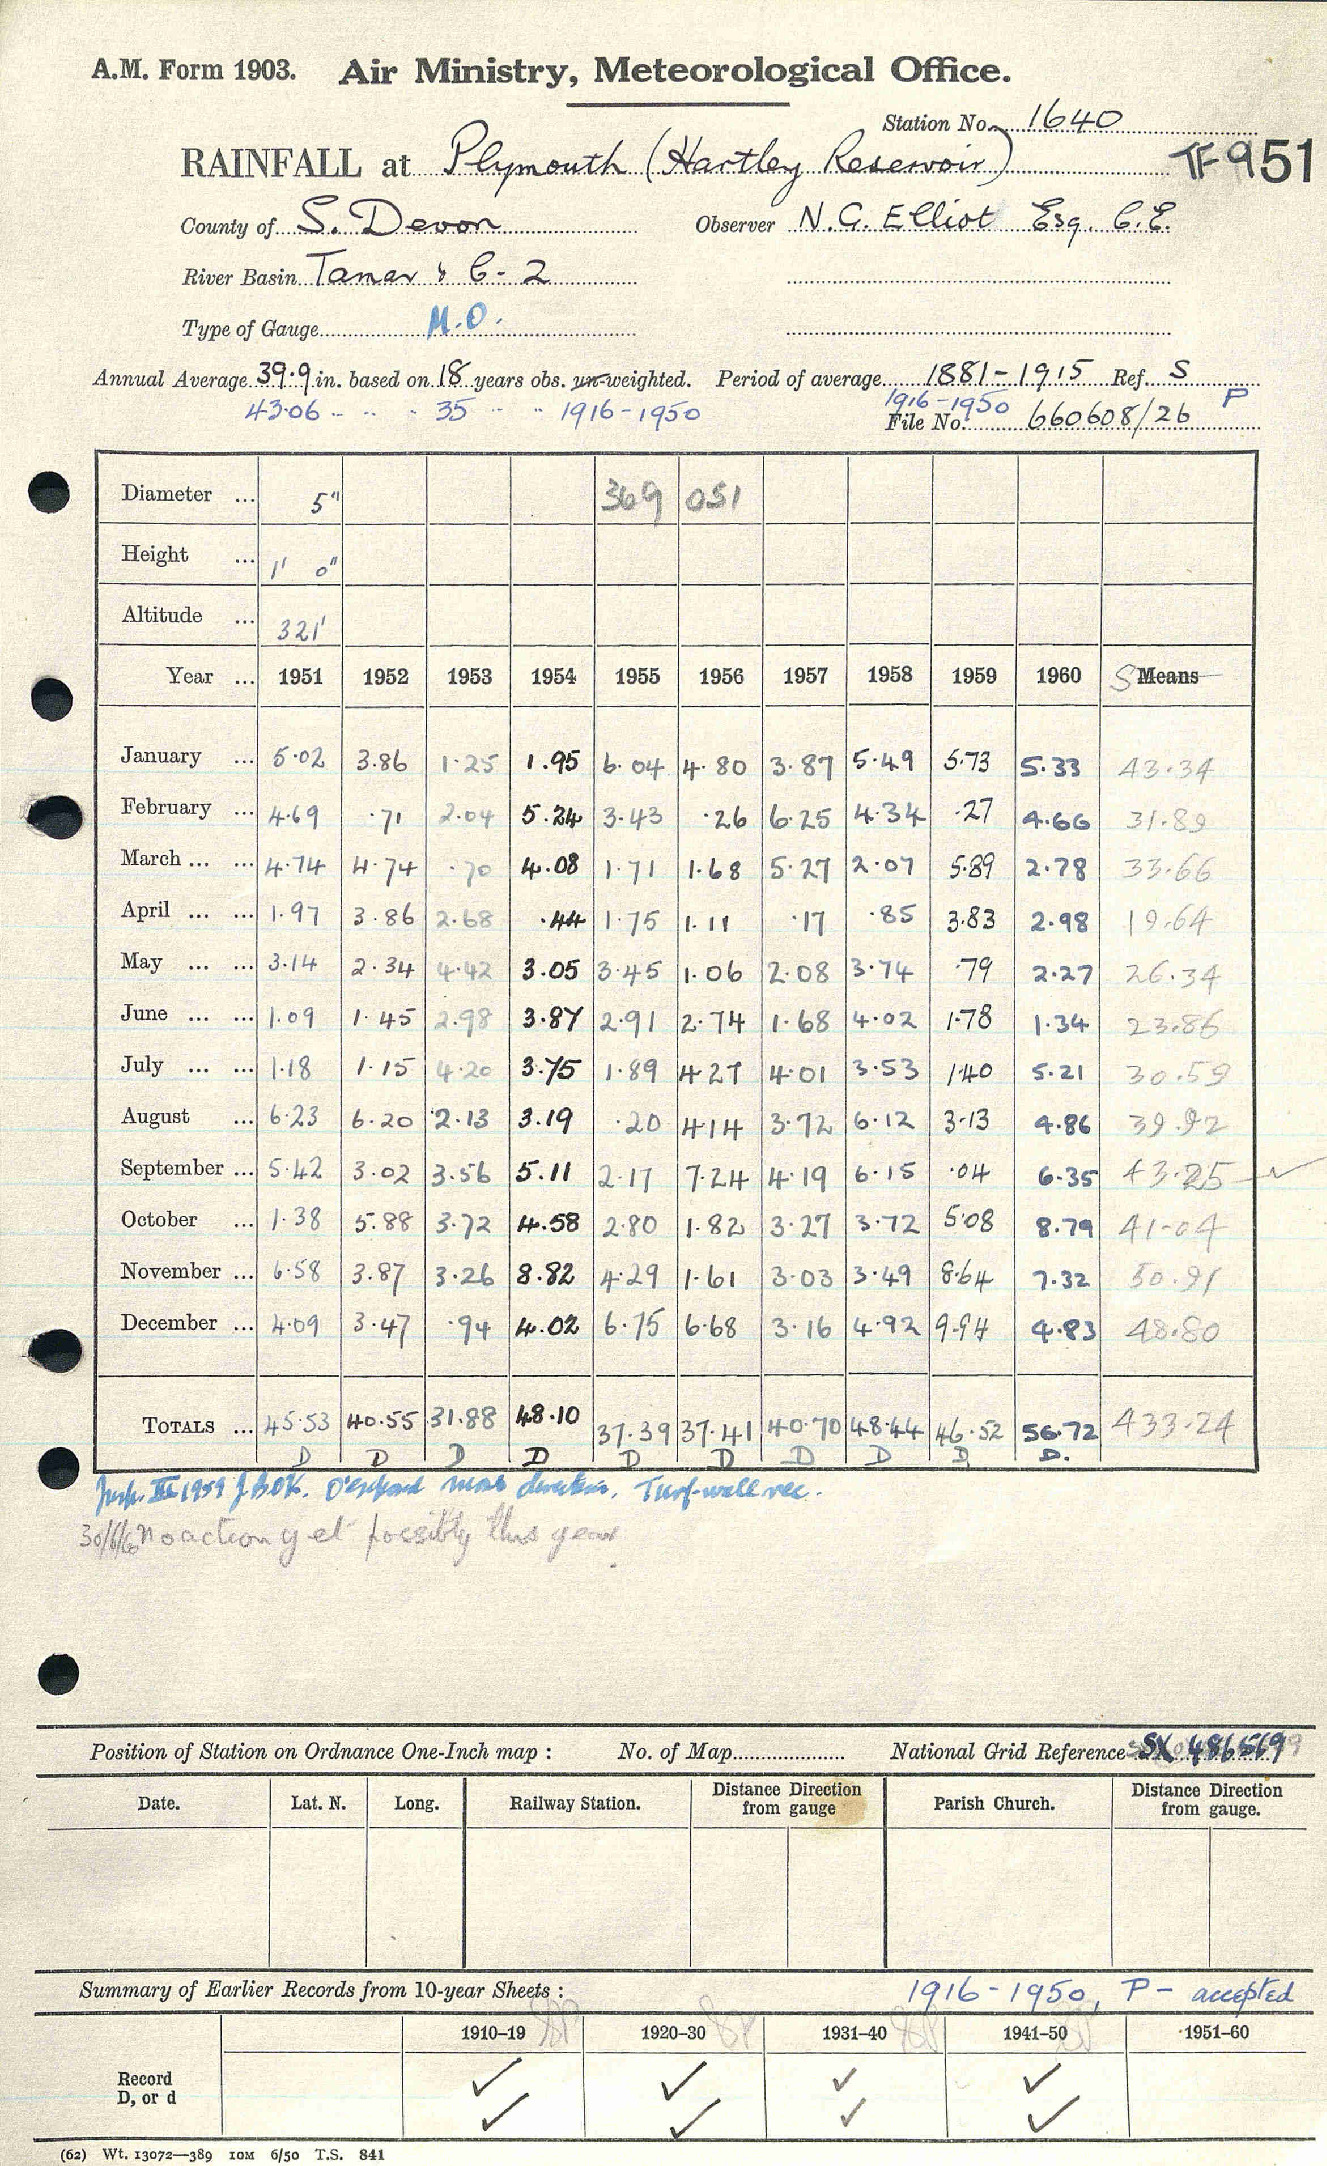 A.M. Form 1903. Air Ministry, Meteorological Office.
Station No. 1640
RAINFALL at Plymouth (Hartley Reservoir) TF 951
County of S. Devon Observer N.G. Elliot Esq. C.E.
River Basin Tamar & C-2
Type of Gauge M.O.
Annual Average 39.9 in. based on 18 years obs. un-weighted. Period of average 1881-1915 Ref. S
43.06 " " " 35 " " 1916-1950 1916-1950 P
File No. 660608/26
Diameter ... 5" 369 051
Height ... 1' 0"
Altitude ... 321'
Year ... 1951 1952 1953 1954 1955 1956 1957 1958 1959 1960 S Means
January ... 5.02 3.86 1.25 1.95 6.04 4.80 3.87 5.49 5.73 5.33 43.34
February ... 4.69 .71 2.04 5.24 3.43 .26 6.25 4.34 .27 4.66 31.89
March ... ... 4.74 4.74 .70 4.08 1.71 1.68 5.27 2.07 5.89 2.78 33.66
April ... ... 1.97 3.86 2.68 .44 1.75 1.11 .17 .85 3.83 2.98 19.64
May ... ... 3.14 2.34 4.42 3.05 3.45 1.06 2.08 3.74 .79 2.27 26.34
June ... ... 1.09 1.45 2.98 3.87 2.91 2.74 1.68 4.02 1.78 1.34 23.86
July ... ... 1.18 1.15 4.20 3.75 1.89 4.27 4.01 3.53 1.40 5.21 30.59
August ... 6.23 6.20 2.13 3.19 .20 4.14 3.72 6.12 3.13 4.86 39.92
September ... 5.42 3.02 3.56 5.11 2.17 7.24 4.19 6.15 .04 6.35 43.25
October ... 1.38 5.88 3.72 4.58 2.80 1.82 3.27 3.72 5.08 8.79 41.04
November ... 6.58 3.87 3.26 8.82 4.29 1.61 3.03 3.49 8.64 7.32 50.91
December ... 4.09 3.47 .94 4.02 6.75 6.68 3.16 4.92 9.94 4.83 48.80
TOTALS ... 45.53 40.55 31.88 48.10 37.39 37.41 40.70 48.44 46.52 56.72 433.24
D D D D D D D D D D.
Insp. III 1959 O'exposed most direction. Turf-wall rec.
30/6/60 No action yet possibly this year.
Position of Station on Ordnance One-Inch map : No. of Map National Grid Reference SX 486569
Date. Lat. N. Long. Railway Station. Distance Direction from gauge Parish Church. Distance Direction from gauge.
Summary of Earlier Records from 10-year Sheets : 1916-1950, P - accepted
1910–19 1920–30 1931–40 1941–50 1951–60
Record ✓ ✓ ✓ ✓
D, or d ✓ ✓ ✓ ✓
(62) Wt. 13072—389 10M 6/50 T.S. 841